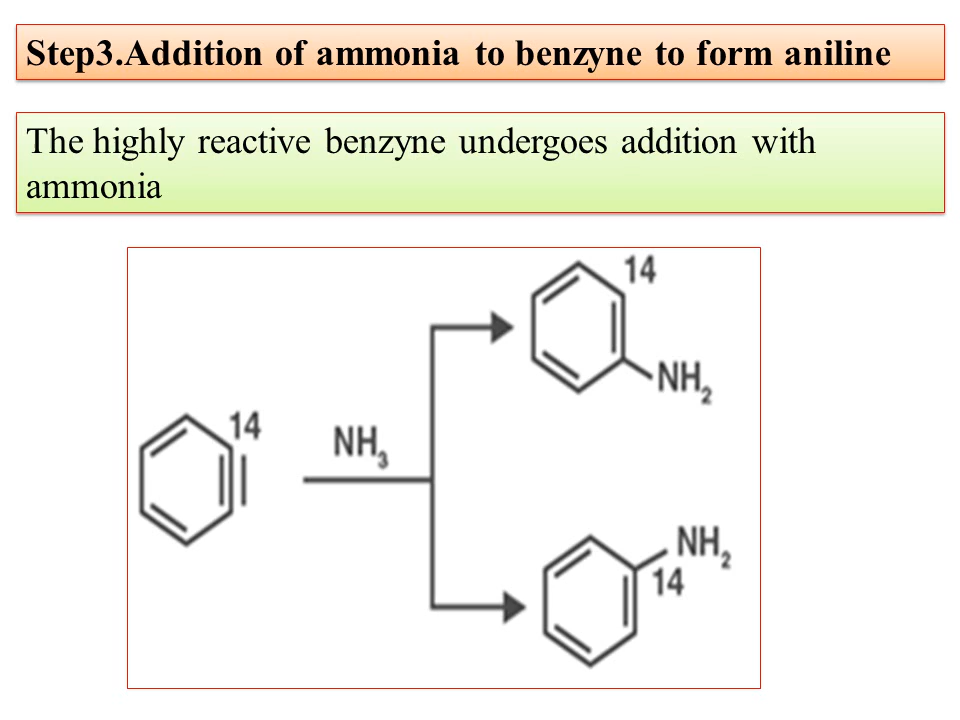 Step3.Addition of ammonia to benzyne to form aniline
The highly reactive benzyne undergoes addition with
ammonia
14
NH₂
14
NH₃
NH₂
14